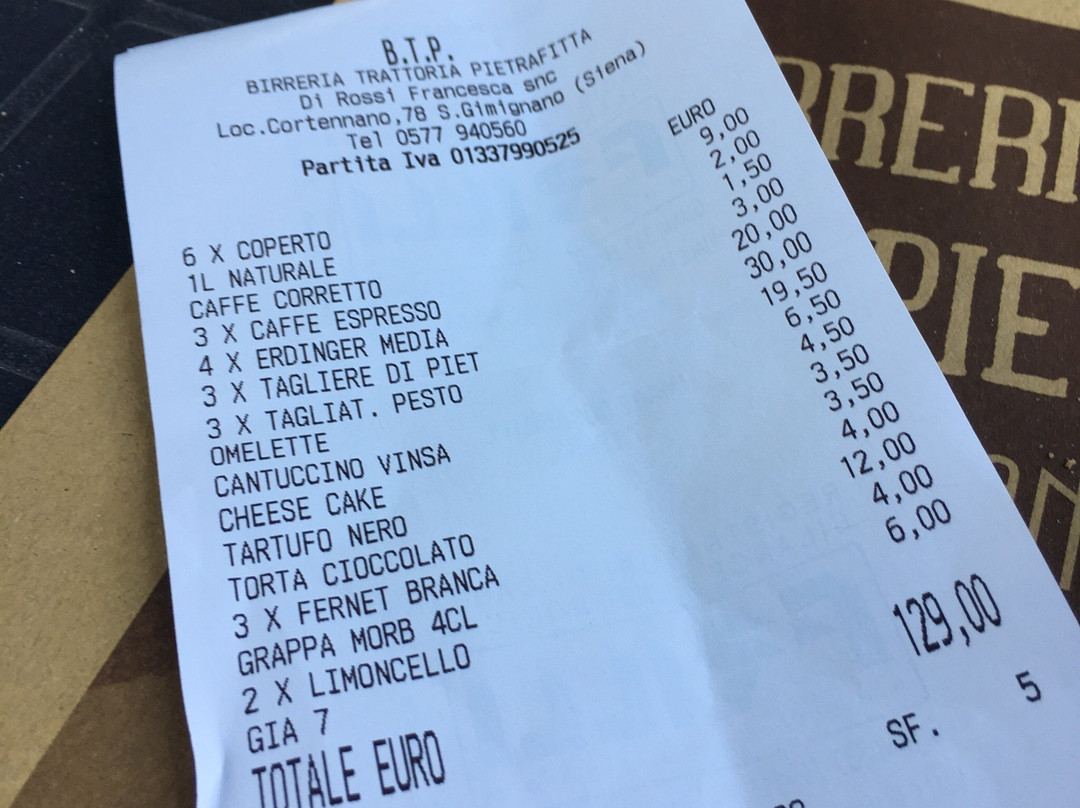 B.T.P.
BIRRERIA TRATTORIA PIETRAFITTA
Di Rossi Francesca snc
Loc.Cortennano,78 S.Gimignano (Siena)
Tel 0577 940560
Partita Iva 01337990525
EURO
6 X COPERTO 9,00
1L NATURALE 2,00
CAFFE CORRETTO 1,50
3 X CAFFE ESPRESSO 3,00
4 X ERDINGER MEDIA 20,00
3 X TAGLIERE DI PIET 30,00
3 X TAGLIAT. PESTO 19,50
OMELETTE 6,50
CANTUCCINO VINSA 4,50
CHEESE CAKE 3,50
TARTUFO NERO 3,50
TORTA CIOCCOLATO 4,00
3 X FERNET BRANCA 12,00
GRAPPA MORB 4CL 4,00
2 X LIMONCELLO 6,00
GIA 7
TOTALE EURO 129,00
SF. 5
RRERI
PIE